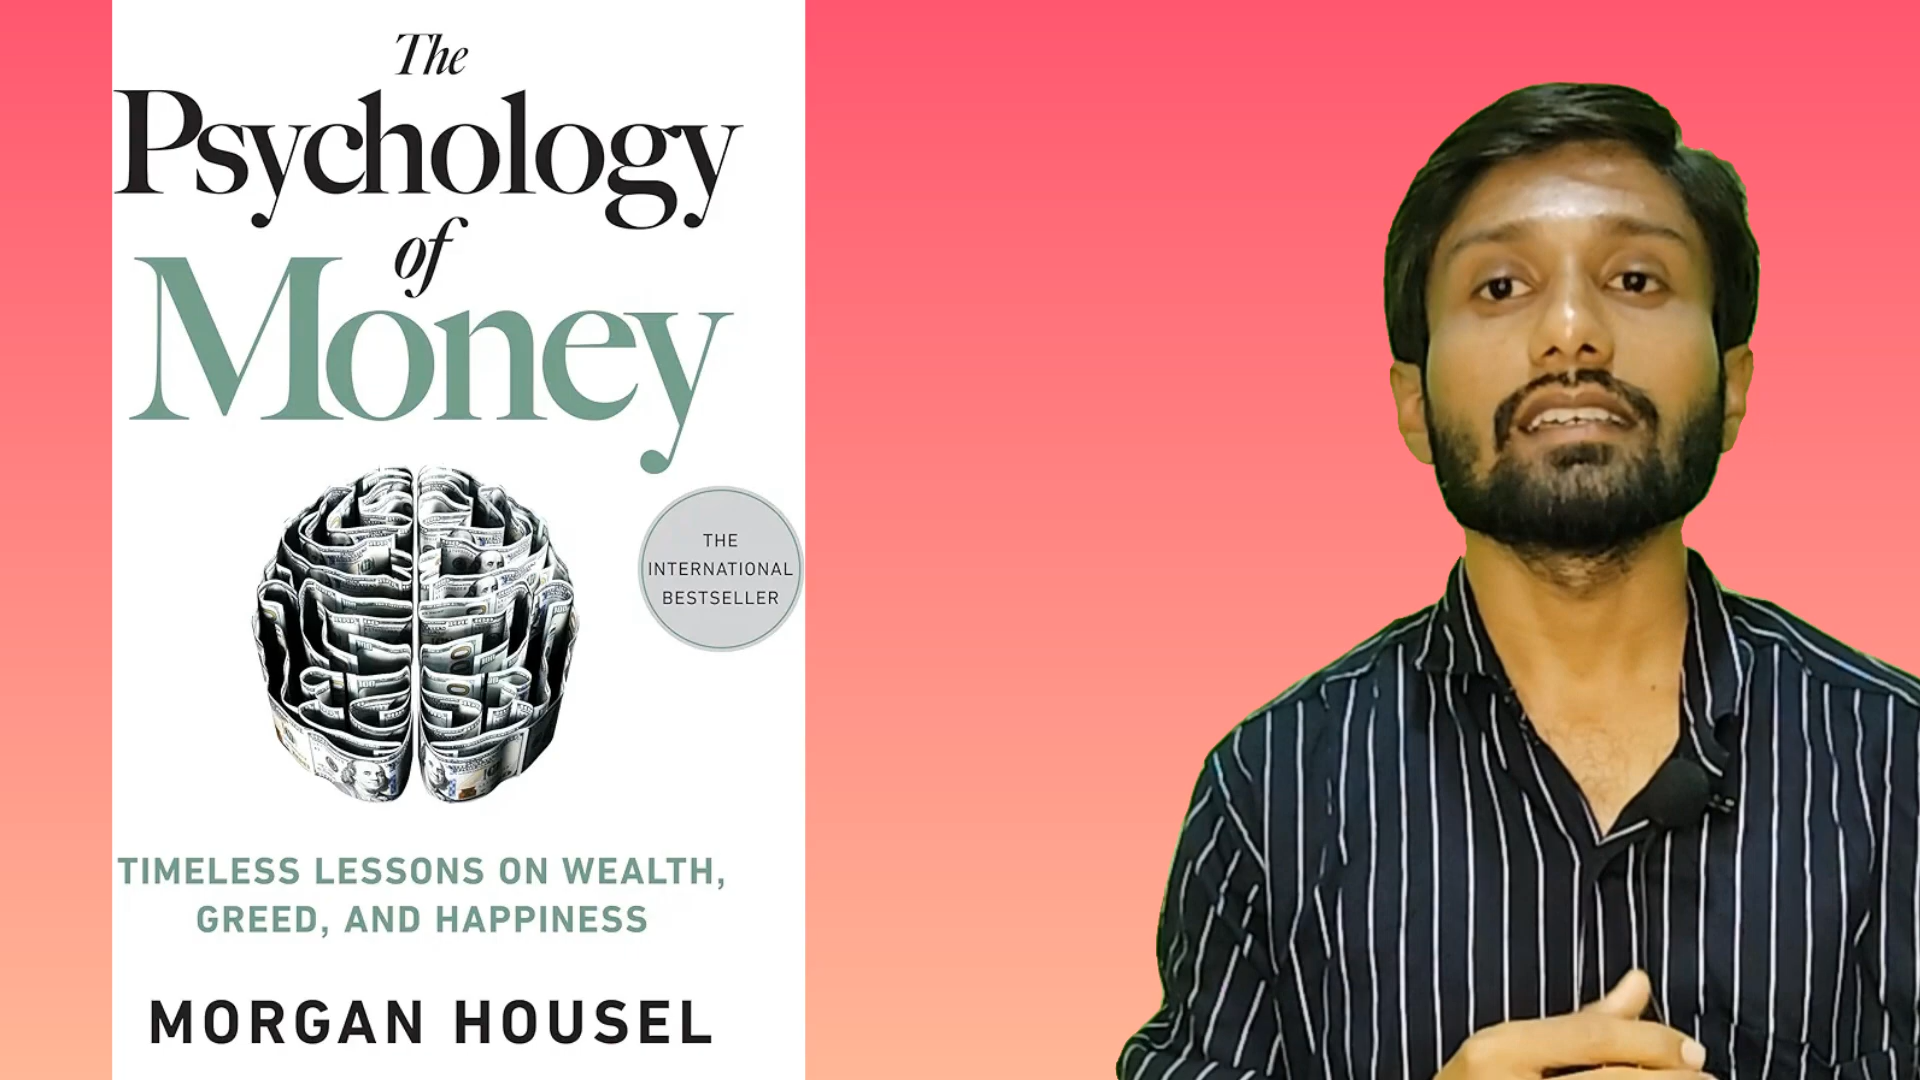 The
Psychology
of
Money
THE
INTERNATIONAL
BESTSELLER
TIMELESS LESSONS ON WEALTH,
GREED, AND HAPPINESS
MORGAN HOUSEL